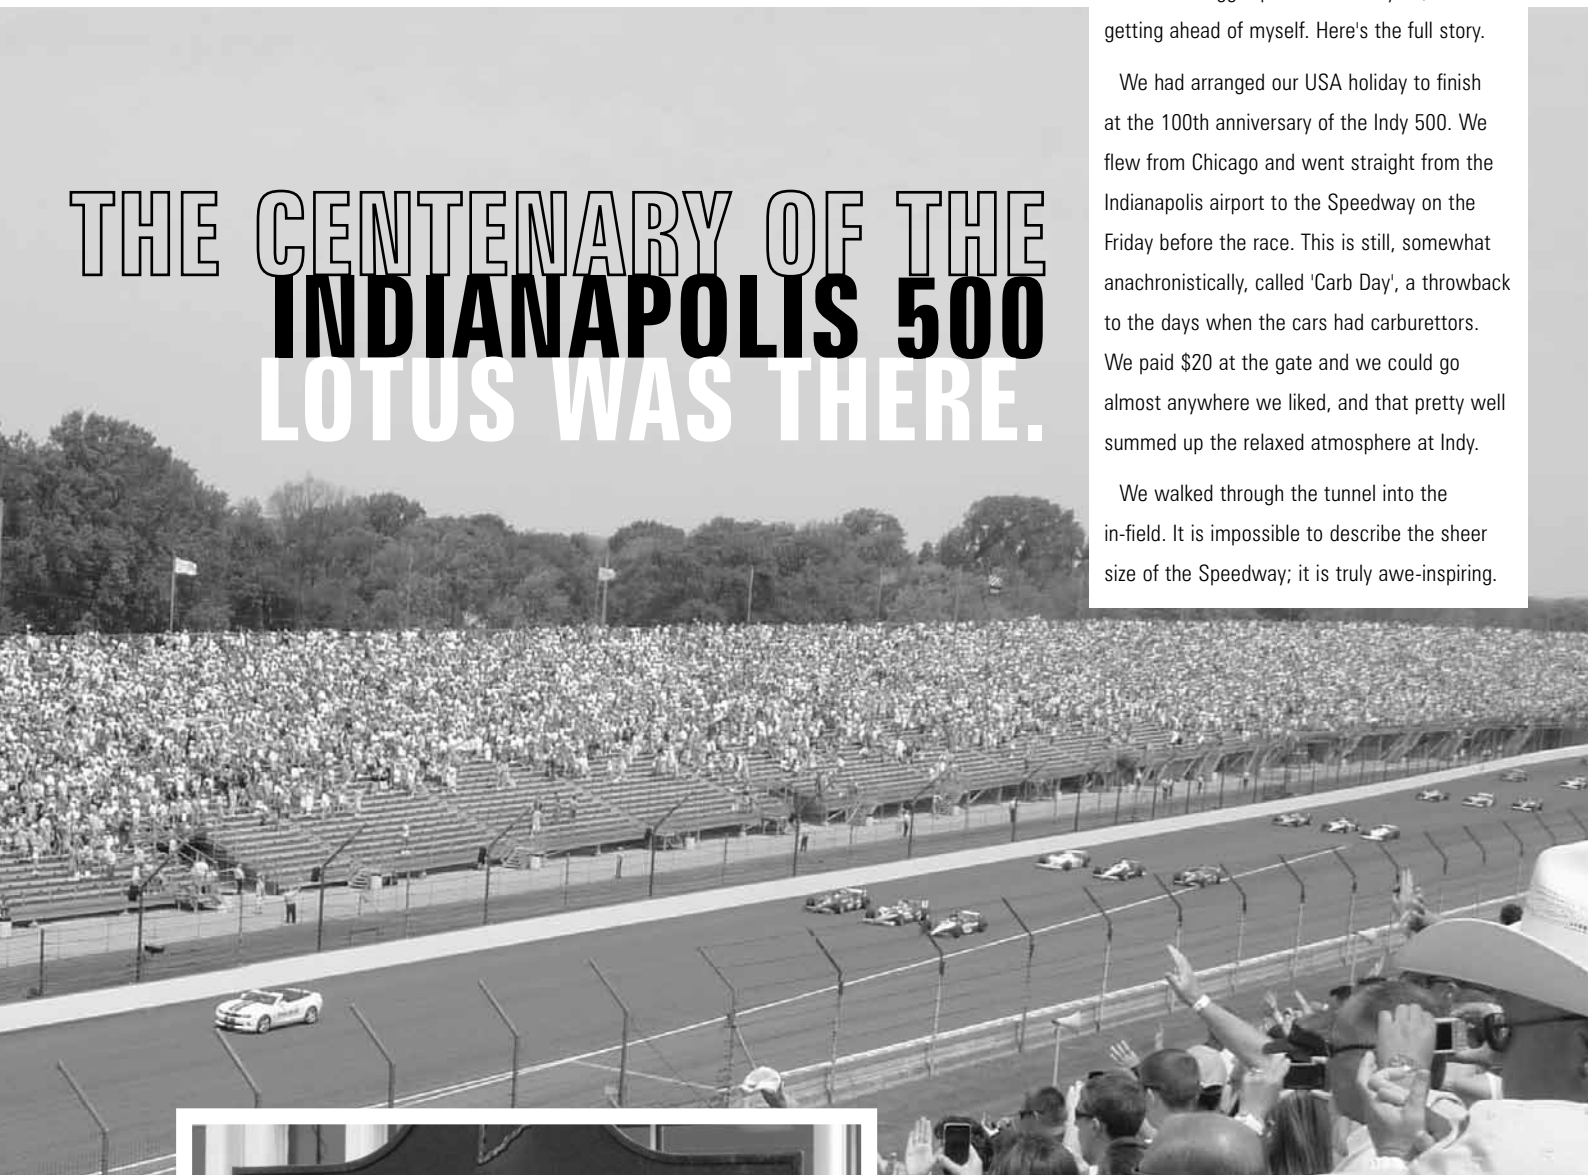 THE CENTENARY OF THE
INDIANAPOLIS 500
LOTUS WAS THERE.
getting ahead of myself. Here's the full story.
We had arranged our USA holiday to finish
at the 100th anniversary of the Indy 500. We
flew from Chicago and went straight from the
Indianapolis airport to the Speedway on the
Friday before the race. This is still, somewhat
anachronistically, called 'Carb Day', a throwback
to the days when the cars had carburettors.
We paid $20 at the gate and we could go
almost anywhere we liked, and that pretty well
summed up the relaxed atmosphere at Indy.
We walked through the tunnel into the
in-field. It is impossible to describe the sheer
size of the Speedway; it is truly awe-inspiring.